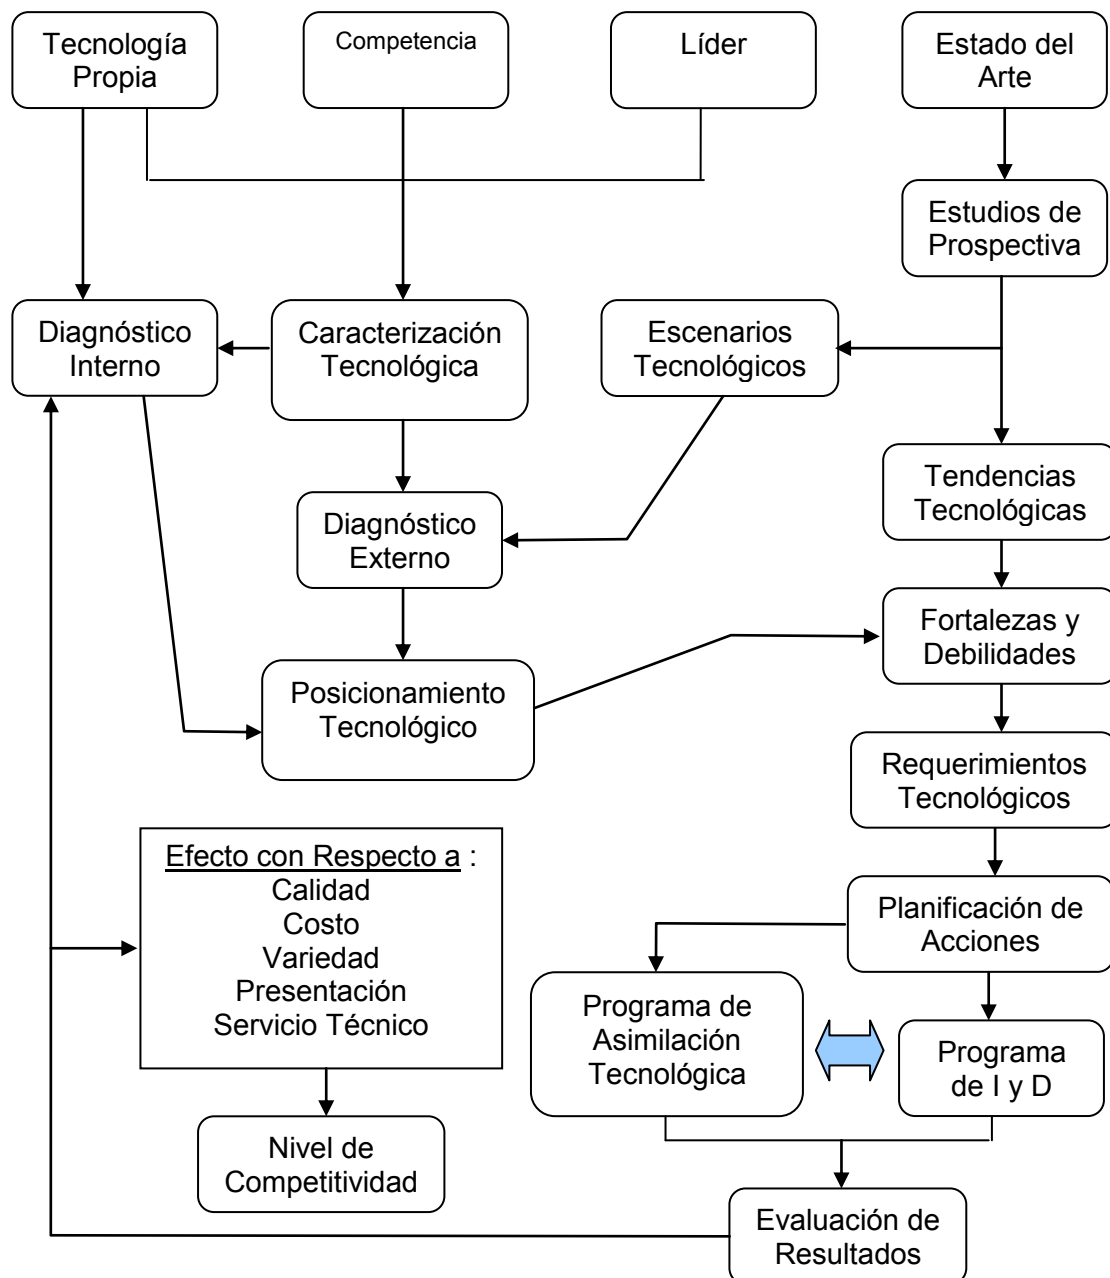 Tecnología
Propia
Competencia
Líder
Estado del
Arte
Estudios de
Prospectiva
Diagnóstico
Interno
Caracterización
Tecnológica
Escenarios
Tecnológicos
Tendencias
Tecnológicas
Diagnóstico
Externo
Fortalezas y
Debilidades
Posicionamiento
Tecnológico
Requerimientos
Tecnológicos
Efecto con Respecto a :
Calidad
Costo
Variedad
Presentación
Servicio Técnico
Planificación de
Acciones
Programa de
Asimilación
Tecnológica
Programa
de I y D
Nivel de
Competitividad
Evaluación de
Resultados